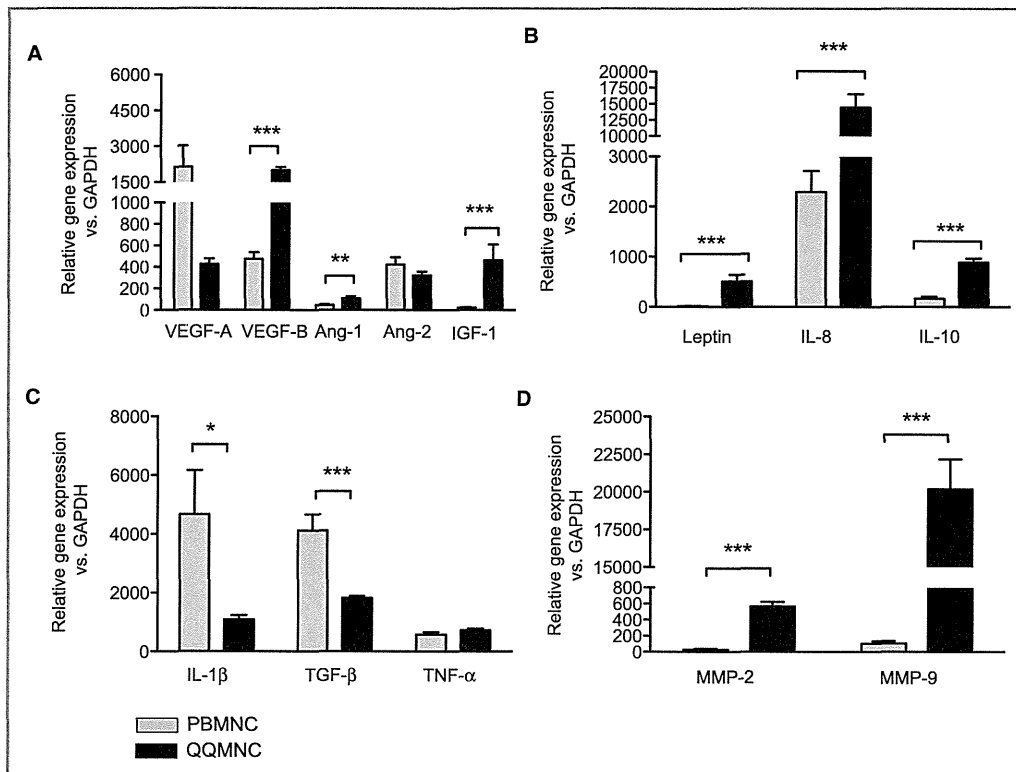 A
Relative gene expression
vs. GAPDH
6000
4500
3000
1500
1000
800
600
400
200
0
***
**
***
VEGF-A VEGF-B Ang-1 Ang-2 IGF-1
B
Relative gene expression
vs. GAPDH
20000
17500
15000
12500
10000
3000
2000
1000
0
***
***
***
Leptin IL-8 IL-10
C
Relative gene expression
vs. GAPDH
8000
6000
4000
2000
0
*
***
IL-1β TGF-β TNF-α
D
Relative gene expression
vs. GAPDH
25000
22500
20000
17500
15000
800
600
400
200
0
***
***
MMP-2 MMP-9
PBMNC
QQMNC